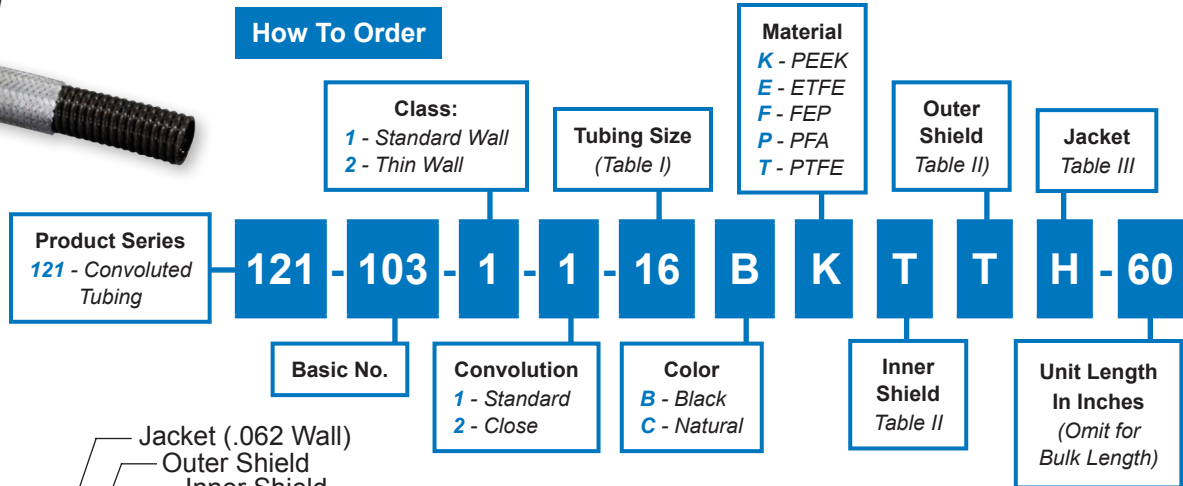 How To Order
Material
K - PEEK
E - ETFE
F - FEP
P - PFA
T - PTFE
Class:
1 - Standard Wall
2 - Thin Wall
Tubing Size
(Table I)
Outer
Shield
Table II)
Jacket
Table III
Product Series
121 - Convoluted
Tubing
121 - 103 - 1 - 1 - 16 B K T T H - 60
Basic No.
Convolution
1 - Standard
2 - Close
Color
B - Black
C - Natural
Inner
Shield
Table II
Unit Length
In Inches
(Omit for
Bulk Length)
Jacket (.062 Wall)
Outer Shield
Inner Shield